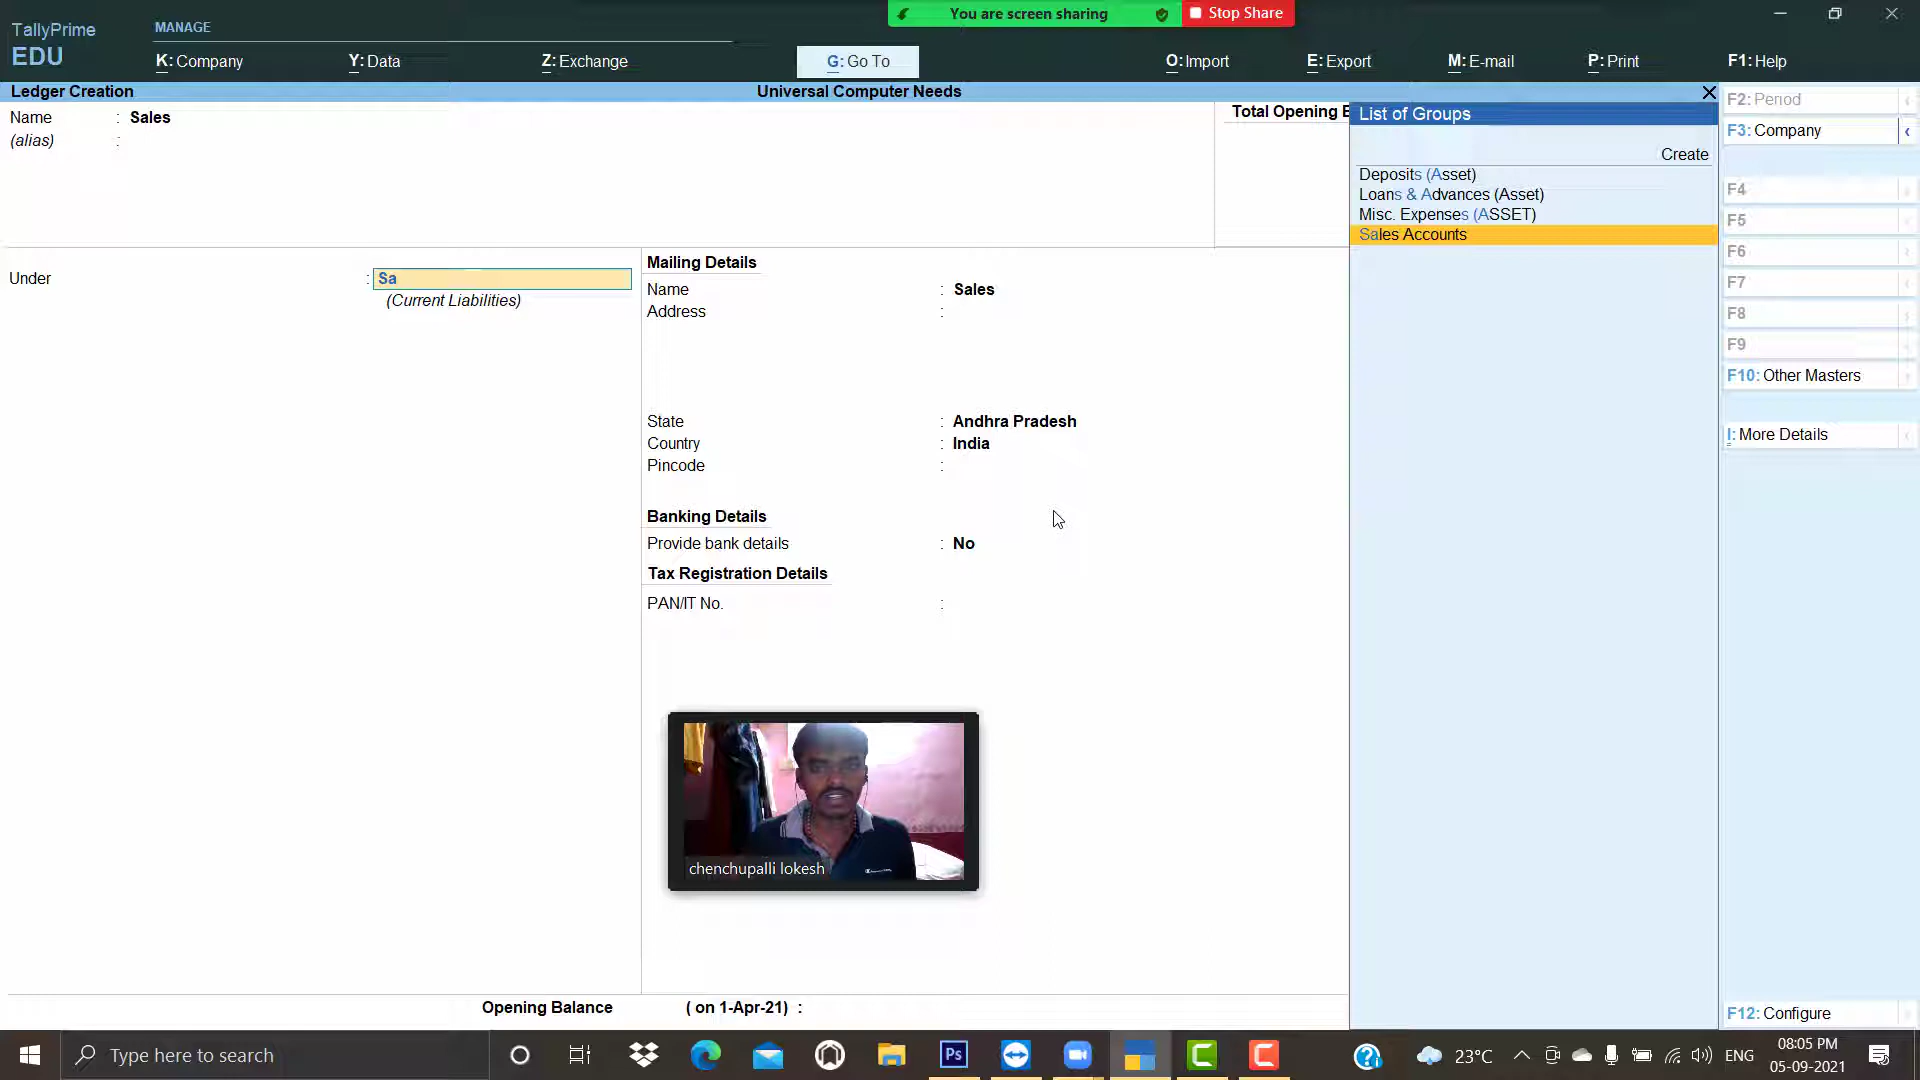 You are screen sharing
Stop Share
TallyPrime
EDU
MANAGE
K: Company
Y: Data
Z: Exchange
G: Go To
O: Import
E: Export
M: E-mail
P: Print
F1: Help
Ledger Creation
Universal Computer Needs
Name : Sales
(alias) :
Total Opening B
Under : Sa
(Current Liabilities)
Mailing Details
Name : Sales
Address :
State : Andhra Pradesh
Country : India
Pincode :
Banking Details
Provide bank details : No
Tax Registration Details
PAN/IT No. :
chenchupalli lokesh
Opening Balance ( on 1-Apr-21) :
List of Groups
Create
Deposits (Asset)
Loans & Advances (Asset)
Misc. Expenses (ASSET)
Sales Accounts
F2: Period
F3: Company
F4
F5
F6
F7
F8
F9
F10: Other Masters
I: More Details
F12: Configure
Type here to search
Ps
23°C
ENG
08:05 PM
05-09-2021